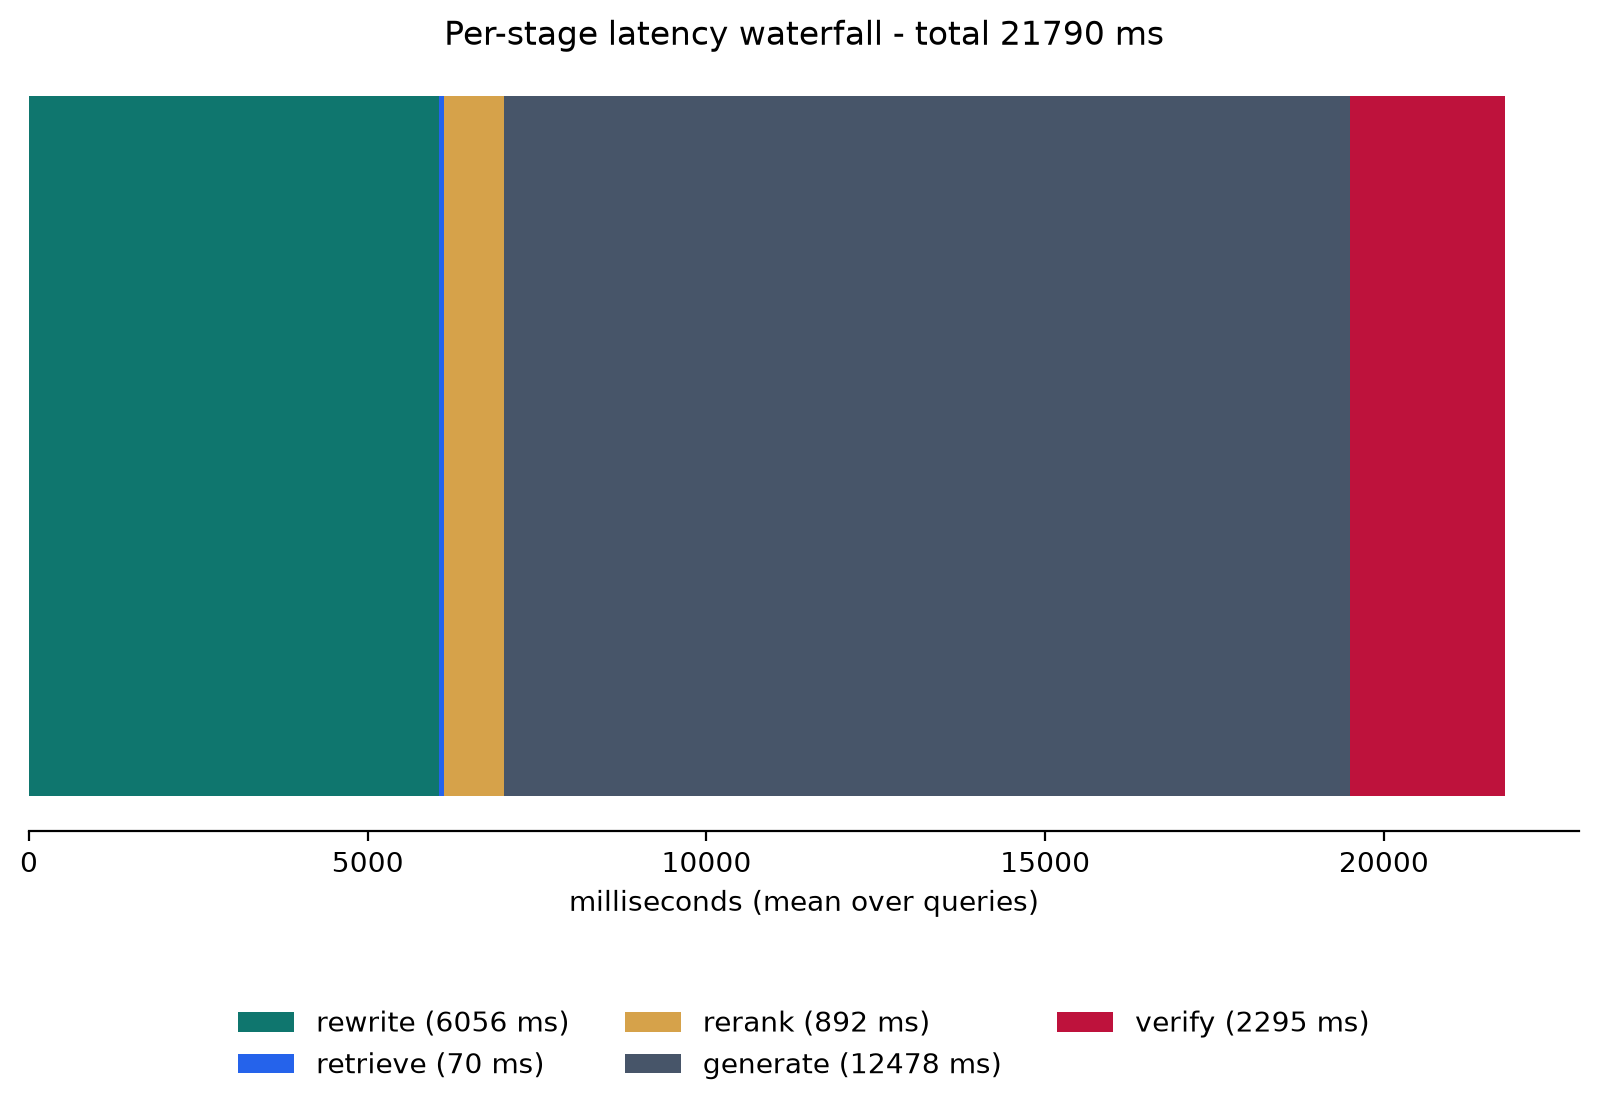 Per-stage latency waterfall - total 21790 ms
0 5000 10000 15000 20000
milliseconds (mean over queries)
rewrite (6056 ms) rerank (892 ms) verify (2295 ms)
retrieve (70 ms) generate (12478 ms)